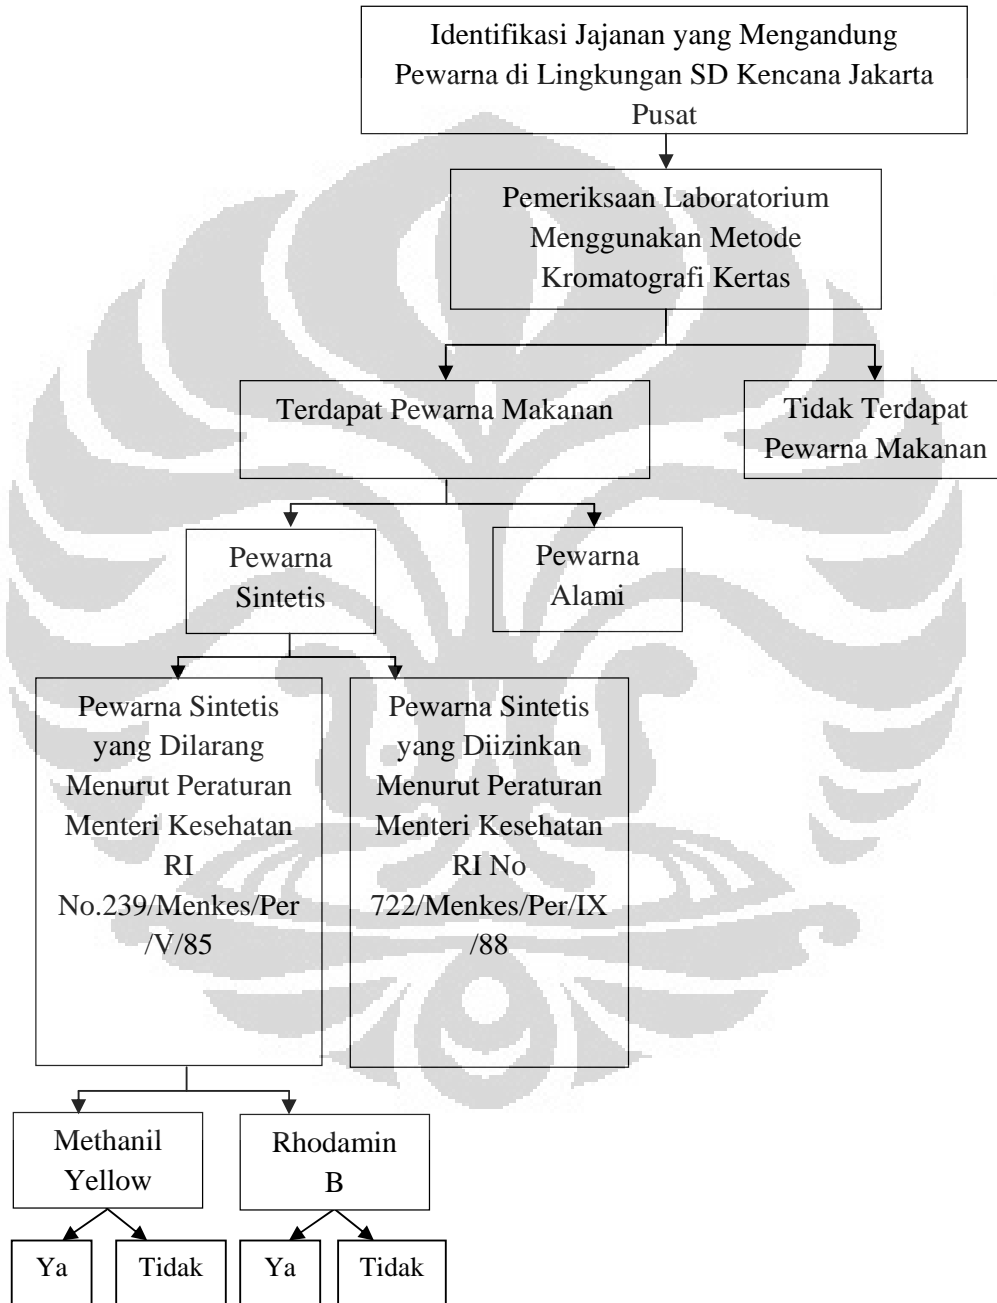 Identifikasi Jajanan yang Mengandung
Pewarna di Lingkungan SD Kencana Jakarta
Pusat
Pemeriksaan Laboratorium
Menggunakan Metode
Kromatografi Kertas
Terdapat Pewarna Makanan
Tidak Terdapat
Pewarna Makanan
Pewarna
Sintetis
Pewarna
Alami
Pewarna Sintetis
yang Dilarang
Menurut Peraturan
Menteri Kesehatan
RI
No.239/Menkes/Per
/V/85
Pewarna Sintetis
yang Diizinkan
Menurut Peraturan
Menteri Kesehatan
RI No
722/Menkes/Per/IX
/88
Methanil
Yellow
Rhodamin
B
Ya
Tidak
Ya
Tidak